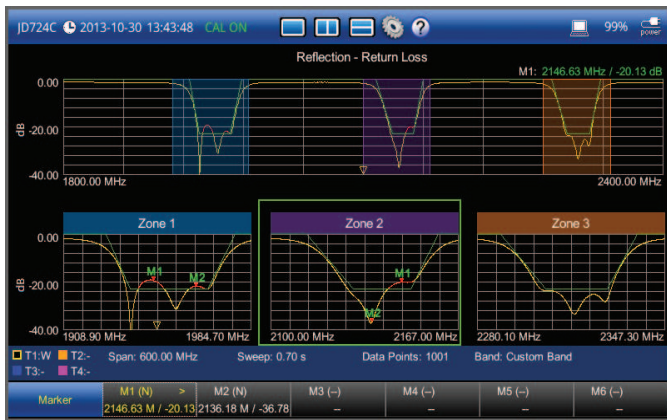 JD724C 2013-10-30 13:43:48 CAL ON ? 99% power
Reflection - Return Loss
M1: 2146.63 MHz / -20.13 dB
0.00
dB -20.00
-40.00
1800.00 MHz 2400.00 MHz
Zone 1 Zone 2 Zone 3
0.00
M1 M2 M1
dB -20.00
M2
-40.00
1908.90 MHz 1984.70 MHz 2100.00 MHz 2167.00 MHz 2280.10 MHz 2347.30 MHz
T1:W T2:- Span: 600.00 MHz Sweep: 0.70 s Data Points: 1001 Band: Custom Band
T3:- T4:-
Marker M1 (N) > M2 (N) M3 (--) M4 (--) M5 (--) M6 (--)
2146.63 M / -20.13 2136.18 M / -36.78 -- -- -- --